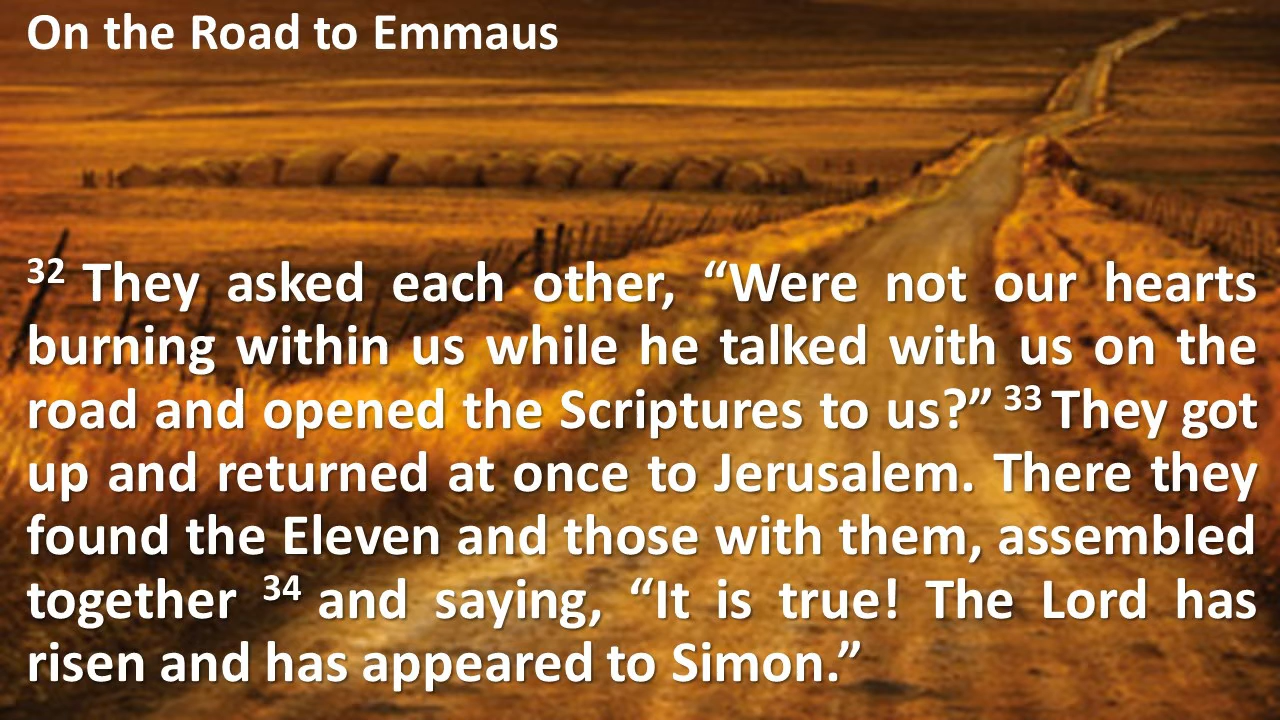 On the Road to Emmaus
32 They asked each other, “Were not our hearts
burning within us while he talked with us on the
road and opened the Scriptures to us?” 33 They got
up and returned at once to Jerusalem. There they
found the Eleven and those with them, assembled
together 34 and saying, “It is true! The Lord has
risen and has appeared to Simon.”